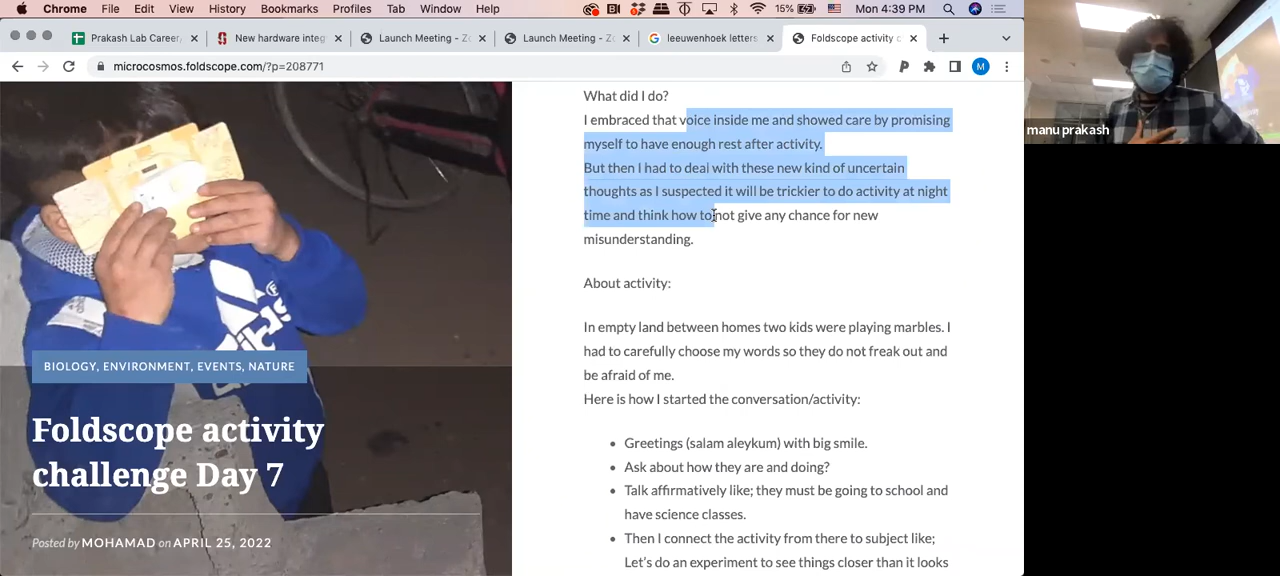 Chrome File Edit View History Bookmarks Profiles Tab Window Help 15% Mon 4:39 PM
Prakash Lab Career New hardware integ Launch Meeting - Zo Launch Meeting - Zo leeuwenhoek letters Foldscope activity c
microcosmos.foldscope.com/?p=208771
M
manu prakash
BIOLOGY, ENVIRONMENT, EVENTS, NATURE
Foldscope activity
challenge Day 7
Posted by MOHAMAD on APRIL 25, 2022
What did I do?
I embraced that voice inside me and showed care by promising
myself to have enough rest after activity.
But then I had to deal with these new kind of uncertain
thoughts as I suspected it will be trickier to do activity at night
time and think how to not give any chance for new
misunderstanding.
About activity:
In empty land between homes two kids were playing marbles. I
had to carefully choose my words so they do not freak out and
be afraid of me.
Here is how I started the conversation/activity:
• Greetings (salam aleykum) with big smile.
• Ask about how they are and doing?
• Talk affirmatively like; they must be going to school and
have science classes.
• Then I connect the activity from there to subject like;
Let's do an experiment to see things closer than it looks